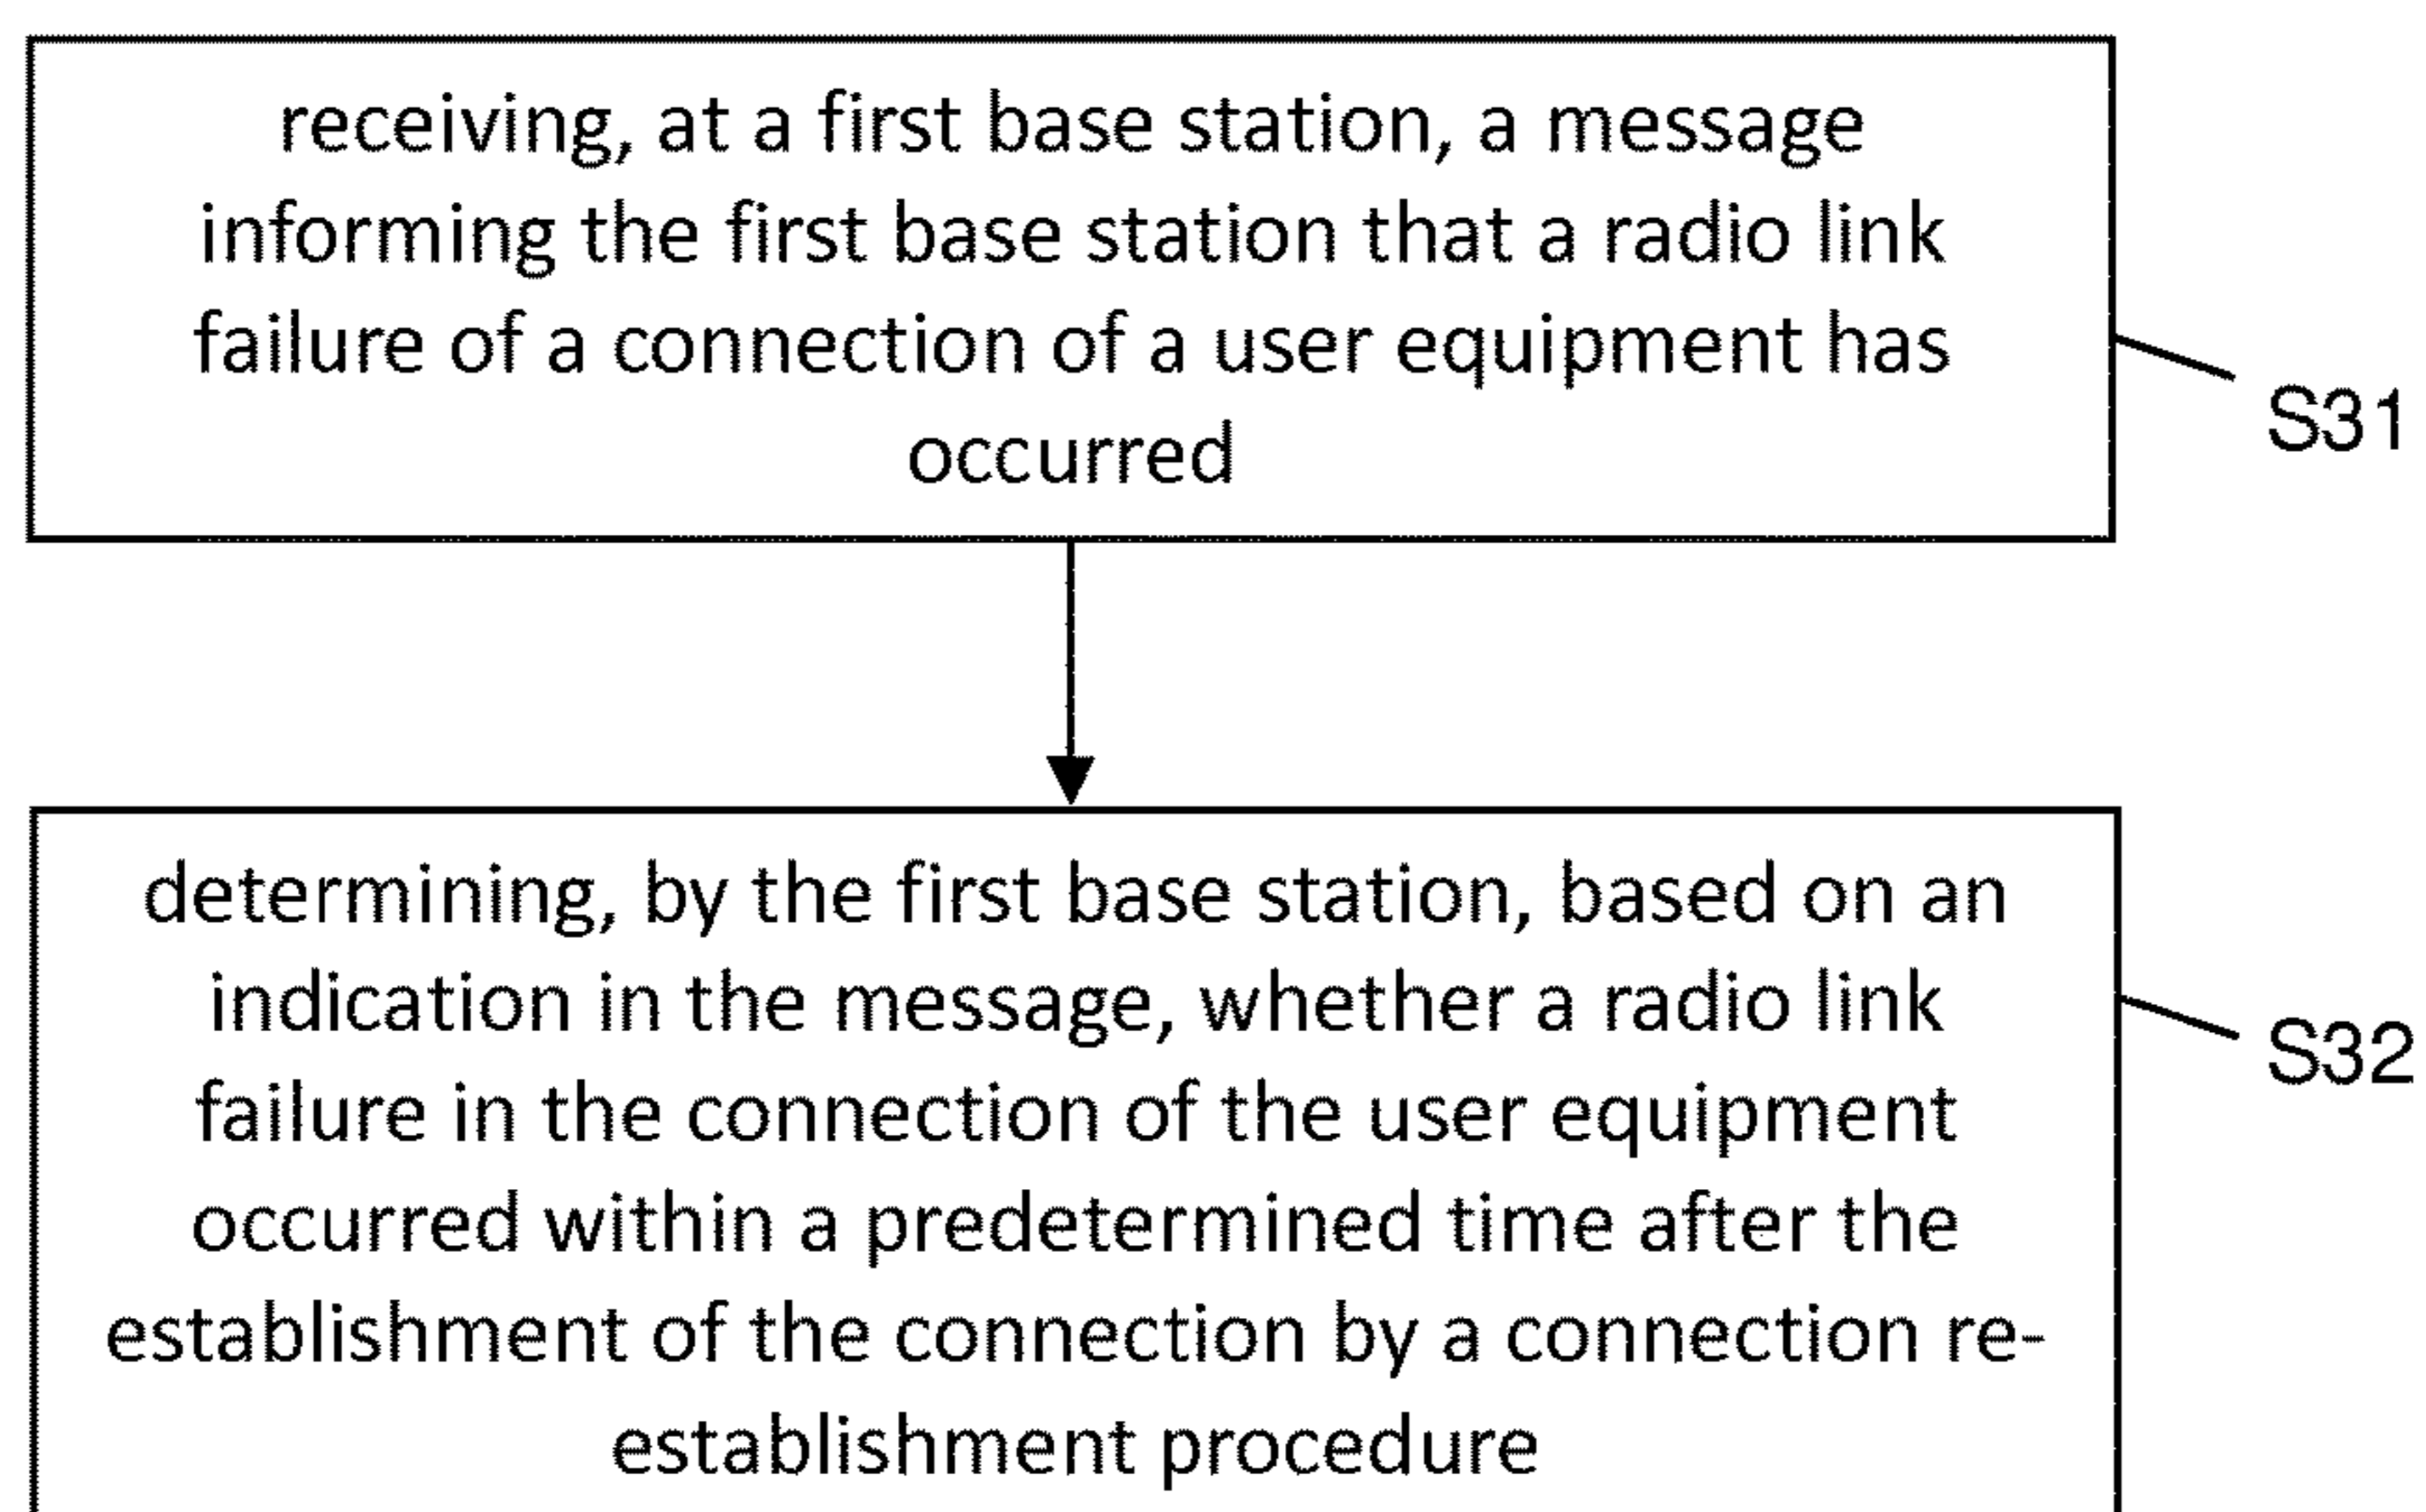 receiving, at a first base station, a message
informing the first base station that a radio link
failure of a connection of a user equipment has
occurred
S31
determining, by the first base station, based on an
indication in the message, whether a radio link
failure in the connection of the user equipment
occurred within a predetermined time after the
establishment of the connection by a connection re-
establishment procedure
S32